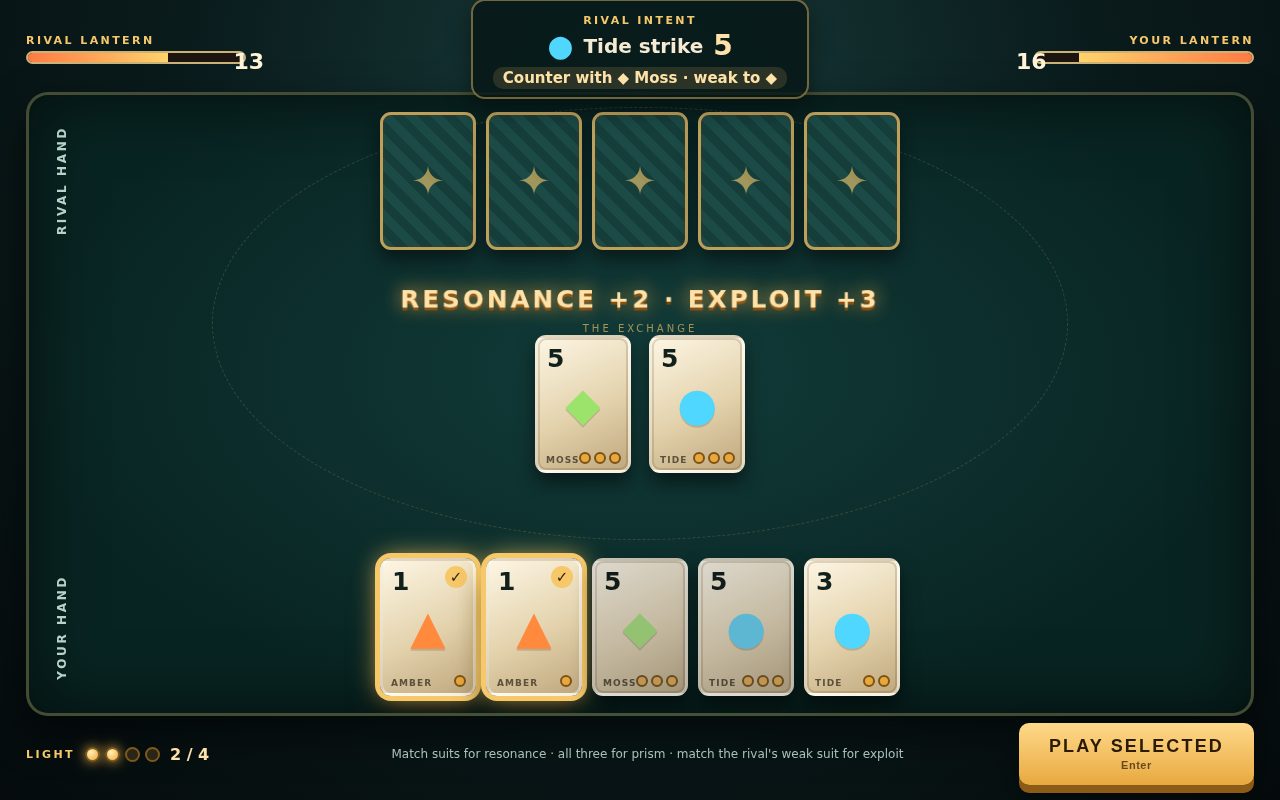 RIVAL INTENT
RIVAL LANTERN
13
Tide strike 5
Counter with ◆ Moss · weak to ◆
YOUR LANTERN
16
RIVAL HAND
RESONANCE +2 · EXPLOIT +3
THE EXCHANGE
5
MOSS
5
TIDE
YOUR HAND
1
✓
AMBER
1
✓
AMBER
5
MOSS
5
TIDE
3
TIDE
LIGHT 2 / 4
Match suits for resonance · all three for prism · match the rival's weak suit for exploit
PLAY SELECTED
Enter